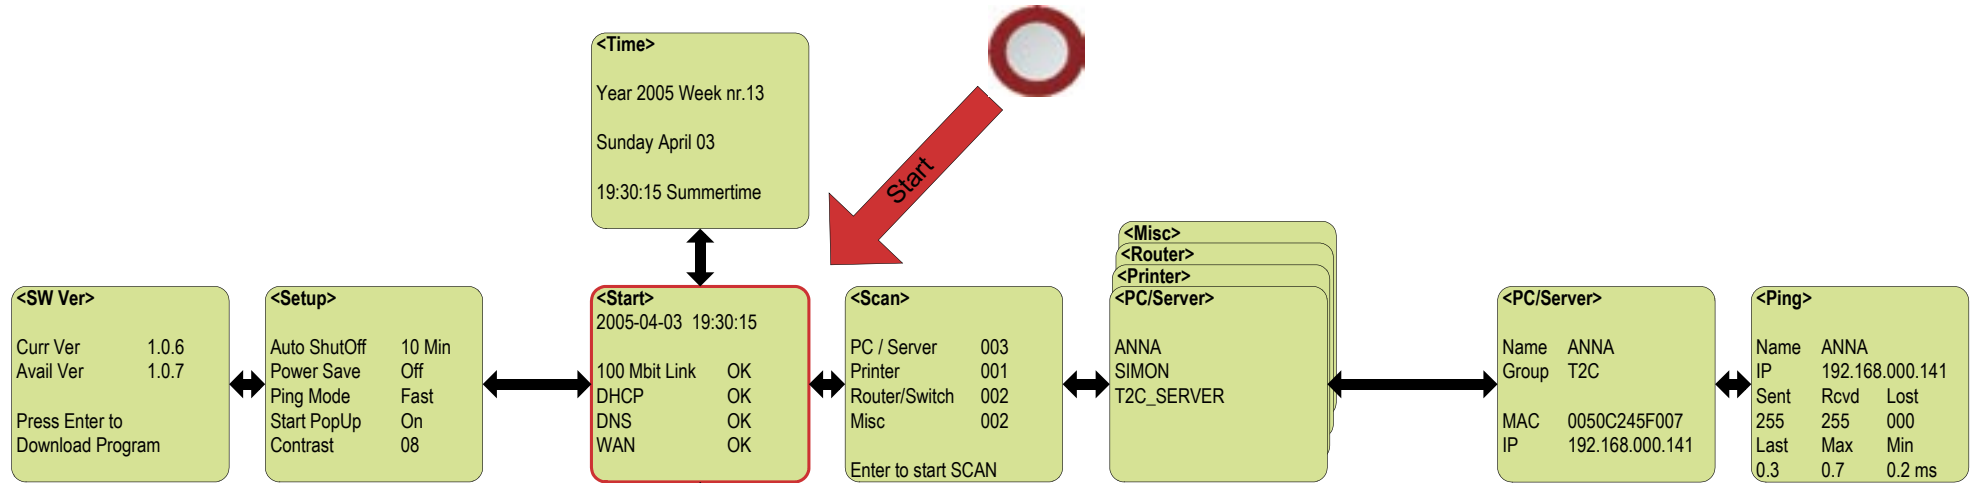 <Time>
Year 2005 Week nr.13
Sunday April 03
19:30:15 Summertime
Start
<SW Ver>
Curr Ver 1.0.6
Avail Ver 1.0.7
Press Enter to
Download Program
<Setup>
Auto ShutOff 10 Min
Power Save Off
Ping Mode Fast
Start PopUp On
Contrast 08
<Start>
2005-04-03 19:30:15
100 Mbit Link OK
DHCP OK
DNS OK
WAN OK
<Scan>
PC / Server 003
Printer 001
Router/Switch 002
Misc 002
Enter to start SCAN
<Misc>
<Router>
<Printer>
<PC/Server>
ANNA
SIMON
T2C_SERVER
<PC/Server>
Name ANNA
Group T2C
MAC 0050C245F007
IP 192.168.000.141
<Ping>
Name ANNA
IP 192.168.000.141
Sent Rcvd Lost
255 255 000
Last Max Min
0.3 0.7 0.2 ms